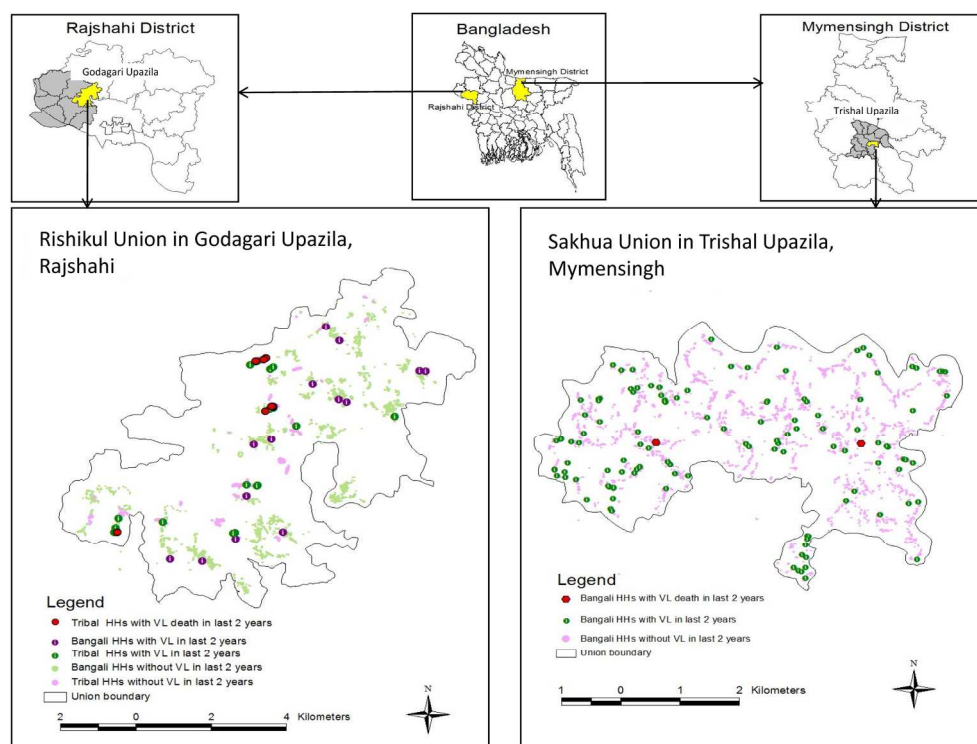 Rajshahi District
Godagari Upazila
Bangladesh
Mymensingh District
Rajshahi District
Mymensingh District
Trishal Upazila
Rishikul Union in Godagari Upazila,
Rajshahi
Legend
Tribal HHs with VL death in last 2 years
Bangali HHs with VL in last 2 years
Tribal HHs with VL in last 2 years
Bangali HHs without VL in last 2 years
Tribal HHs without VL in last 2 years
Union boundary
N
2 0 2 4 Kilometers
Sakhua Union in Trishal Upazila,
Mymensingh
Legend
Bangali HHs with VL death in last 2 years
Bangali HHs with VL in last 2 years
Bangali HHs without VL in last 2 years
Union boundary
N
1 0 1 2 Kilometers